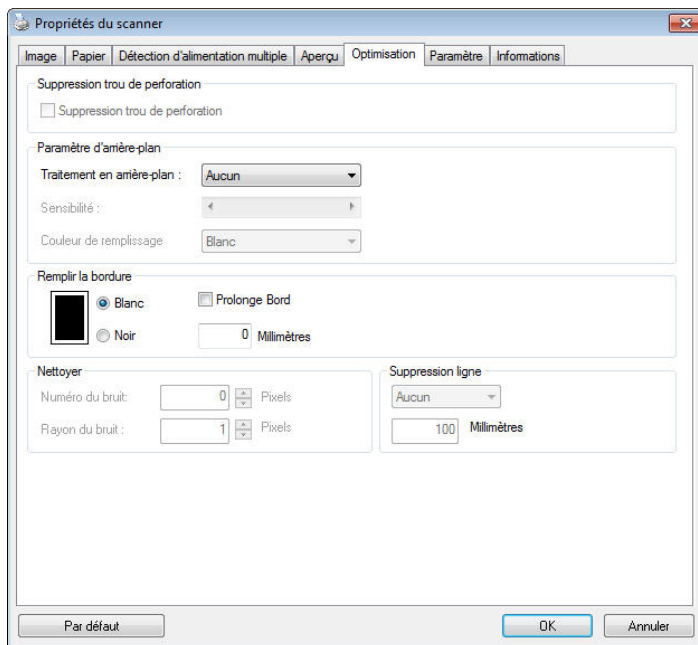 Propriétés du scanner
Image Papier Détection d'alimentation multiple Aperçu Optimisation Paramètre Informations
Suppression trou de perforation
Suppression trou de perforation
Paramètre d'arrière-plan
Traitement en arrière-plan : Aucun
Sensibilité :
Couleur de remplissage Blanc
Remplir la bordure
Blanc Prolonge Bord
Noir 0 Millimètres
Nettoyer Suppression ligne
Numéro du bruit: 0 Pixels Aucun
Rayon du bruit : 1 Pixels 100 Millimètres
Par défaut OK Annuler